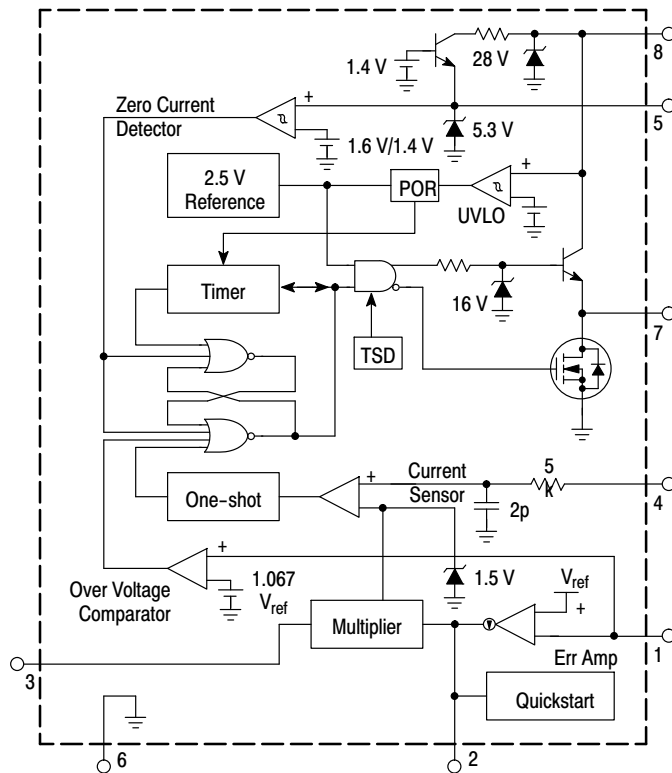 8
1.4 V
28 V
+
Zero Current
Detector
5
5.3 V
1.6 V/1.4 V
2.5 V
Reference
POR
+
UVLO
Timer
16 V
7
TSD
+
Current
Sensor
5
k
4
One-shot
2p
+
Over Voltage
Comparator
1.067
Vref
1.5 V
Vref
+
Multiplier
1
Err Amp
3
Quickstart
6
2